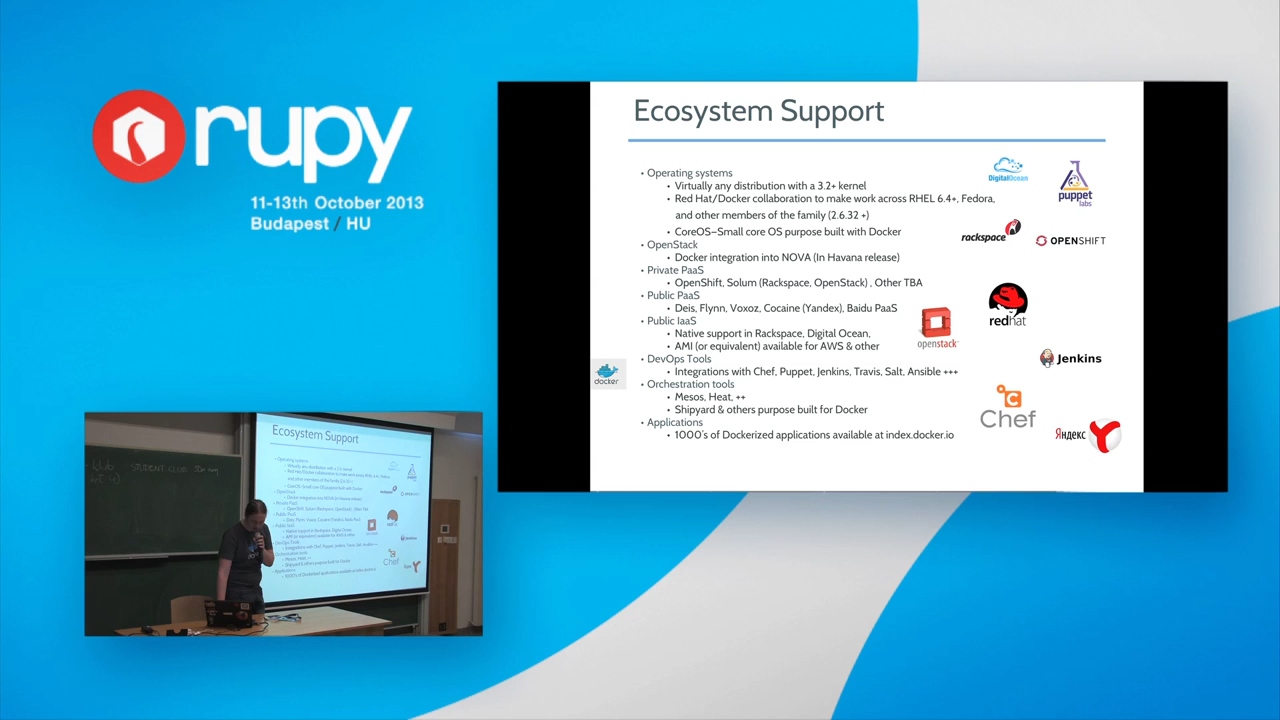 rupy
11-13th October 2013
Budapest / HU
Ecosystem Support
• Operating systems
• Virtually any distribution with a 3.2+ kernel
• Red Hat/Docker collaboration to make work across RHEL 6.4+, Fedora,
and other members of the family (2.6.32 +)
• CoreOS—Small core OS purpose built with Docker
• OpenStack
• Docker integration into NOVA (In Havana release)
• Private PaaS
• OpenShift, Solum (Rackspace, OpenStack) , Other TBA
• Public PaaS
• Deis, Flynn, Voxoz, Cocaine (Yandex), Baidu PaaS
• Public IaaS
• Native support in Rackspace, Digital Ocean,
• AMI (or equivalent) available for AWS & other
• DevOps Tools
• Integrations with Chef, Puppet, Jenkins, Travis, Salt, Ansible +++
• Orchestration tools
• Mesos, Heat, ++
• Shipyard & others purpose built for Docker
• Applications
• 1000's of Dockerized applications available at index.docker.io
DigitalOcean
puppet
labs
rackspace
OPENSHIFT
redhat
openstack
Jenkins
docker
Chef
Яндекс
Ecosystem Support
STUDENT CLUB
Chef